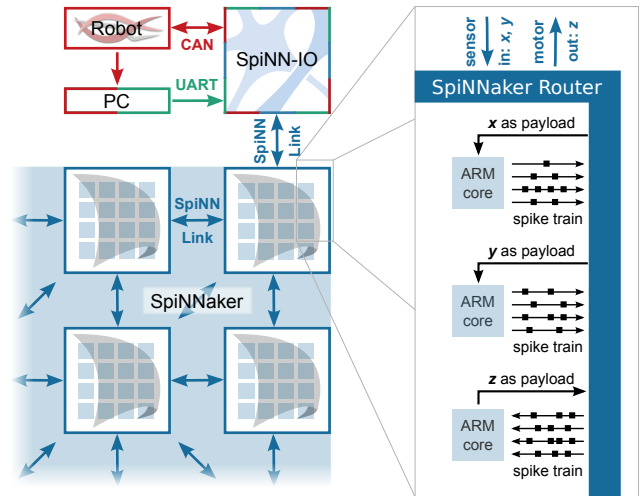 Robot
CAN
SpiNN-IO
PC
UART
SpiNN
Link
SpiNN
Link
SpiNNaker
sensor
in: x, y
motor
out: z
SpiNNaker Router
x as payload
ARM
core
spike train
y as payload
ARM
core
spike train
z as payload
ARM
core
spike train